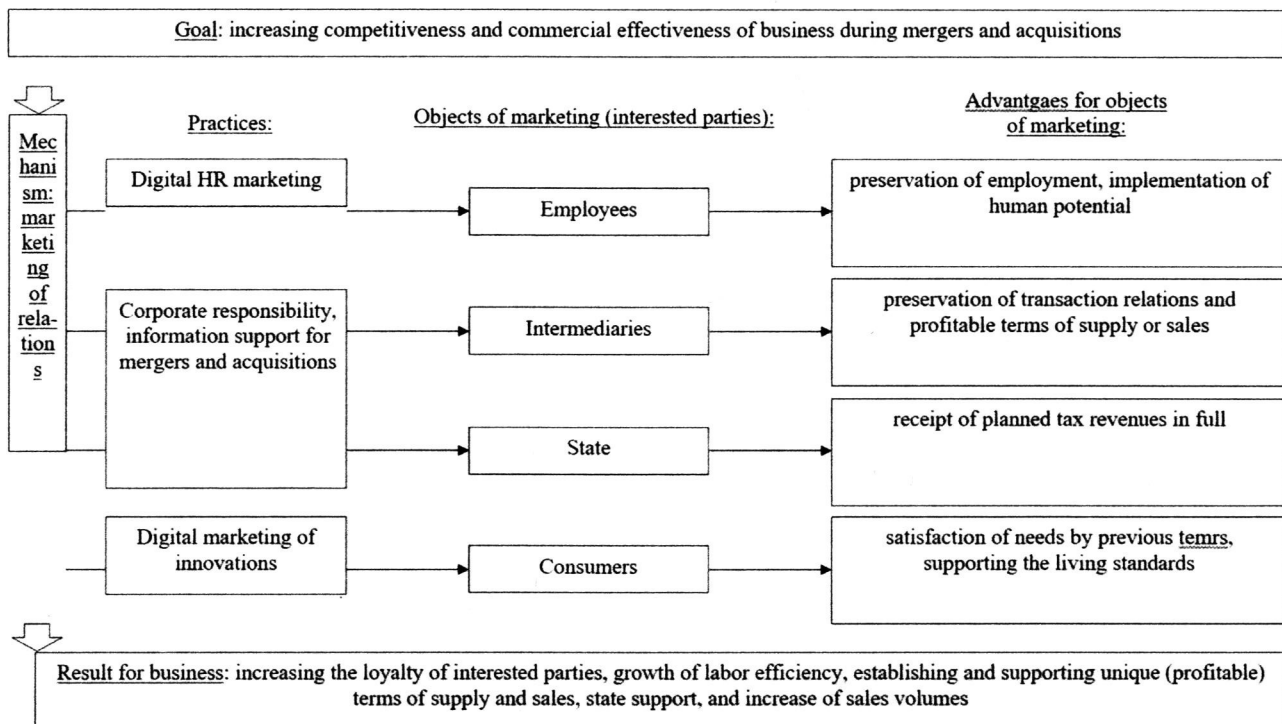 Goal: increasing competitiveness and commercial effectiveness of business during mergers and acquisitions
Mec
hani
sm:
mar
keti
ng
of
rela-
tion
s
Practices:
Objects of marketing (interested parties):
Advantgaes for objects
of marketing:
Digital HR marketing
Employees
preservation of employment, implementation of
human potential
Corporate responsibility,
information support for
mergers and acquisitions
Intermediaries
preservation of transaction relations and
profitable terms of supply or sales
State
receipt of planned tax revenues in full
Digital marketing of
innovations
Consumers
satisfaction of needs by previous temrs,
supporting the living standards
Result for business: increasing the loyalty of interested parties, growth of labor efficiency, establishing and supporting unique (profitable)
terms of supply and sales, state support, and increase of sales volumes